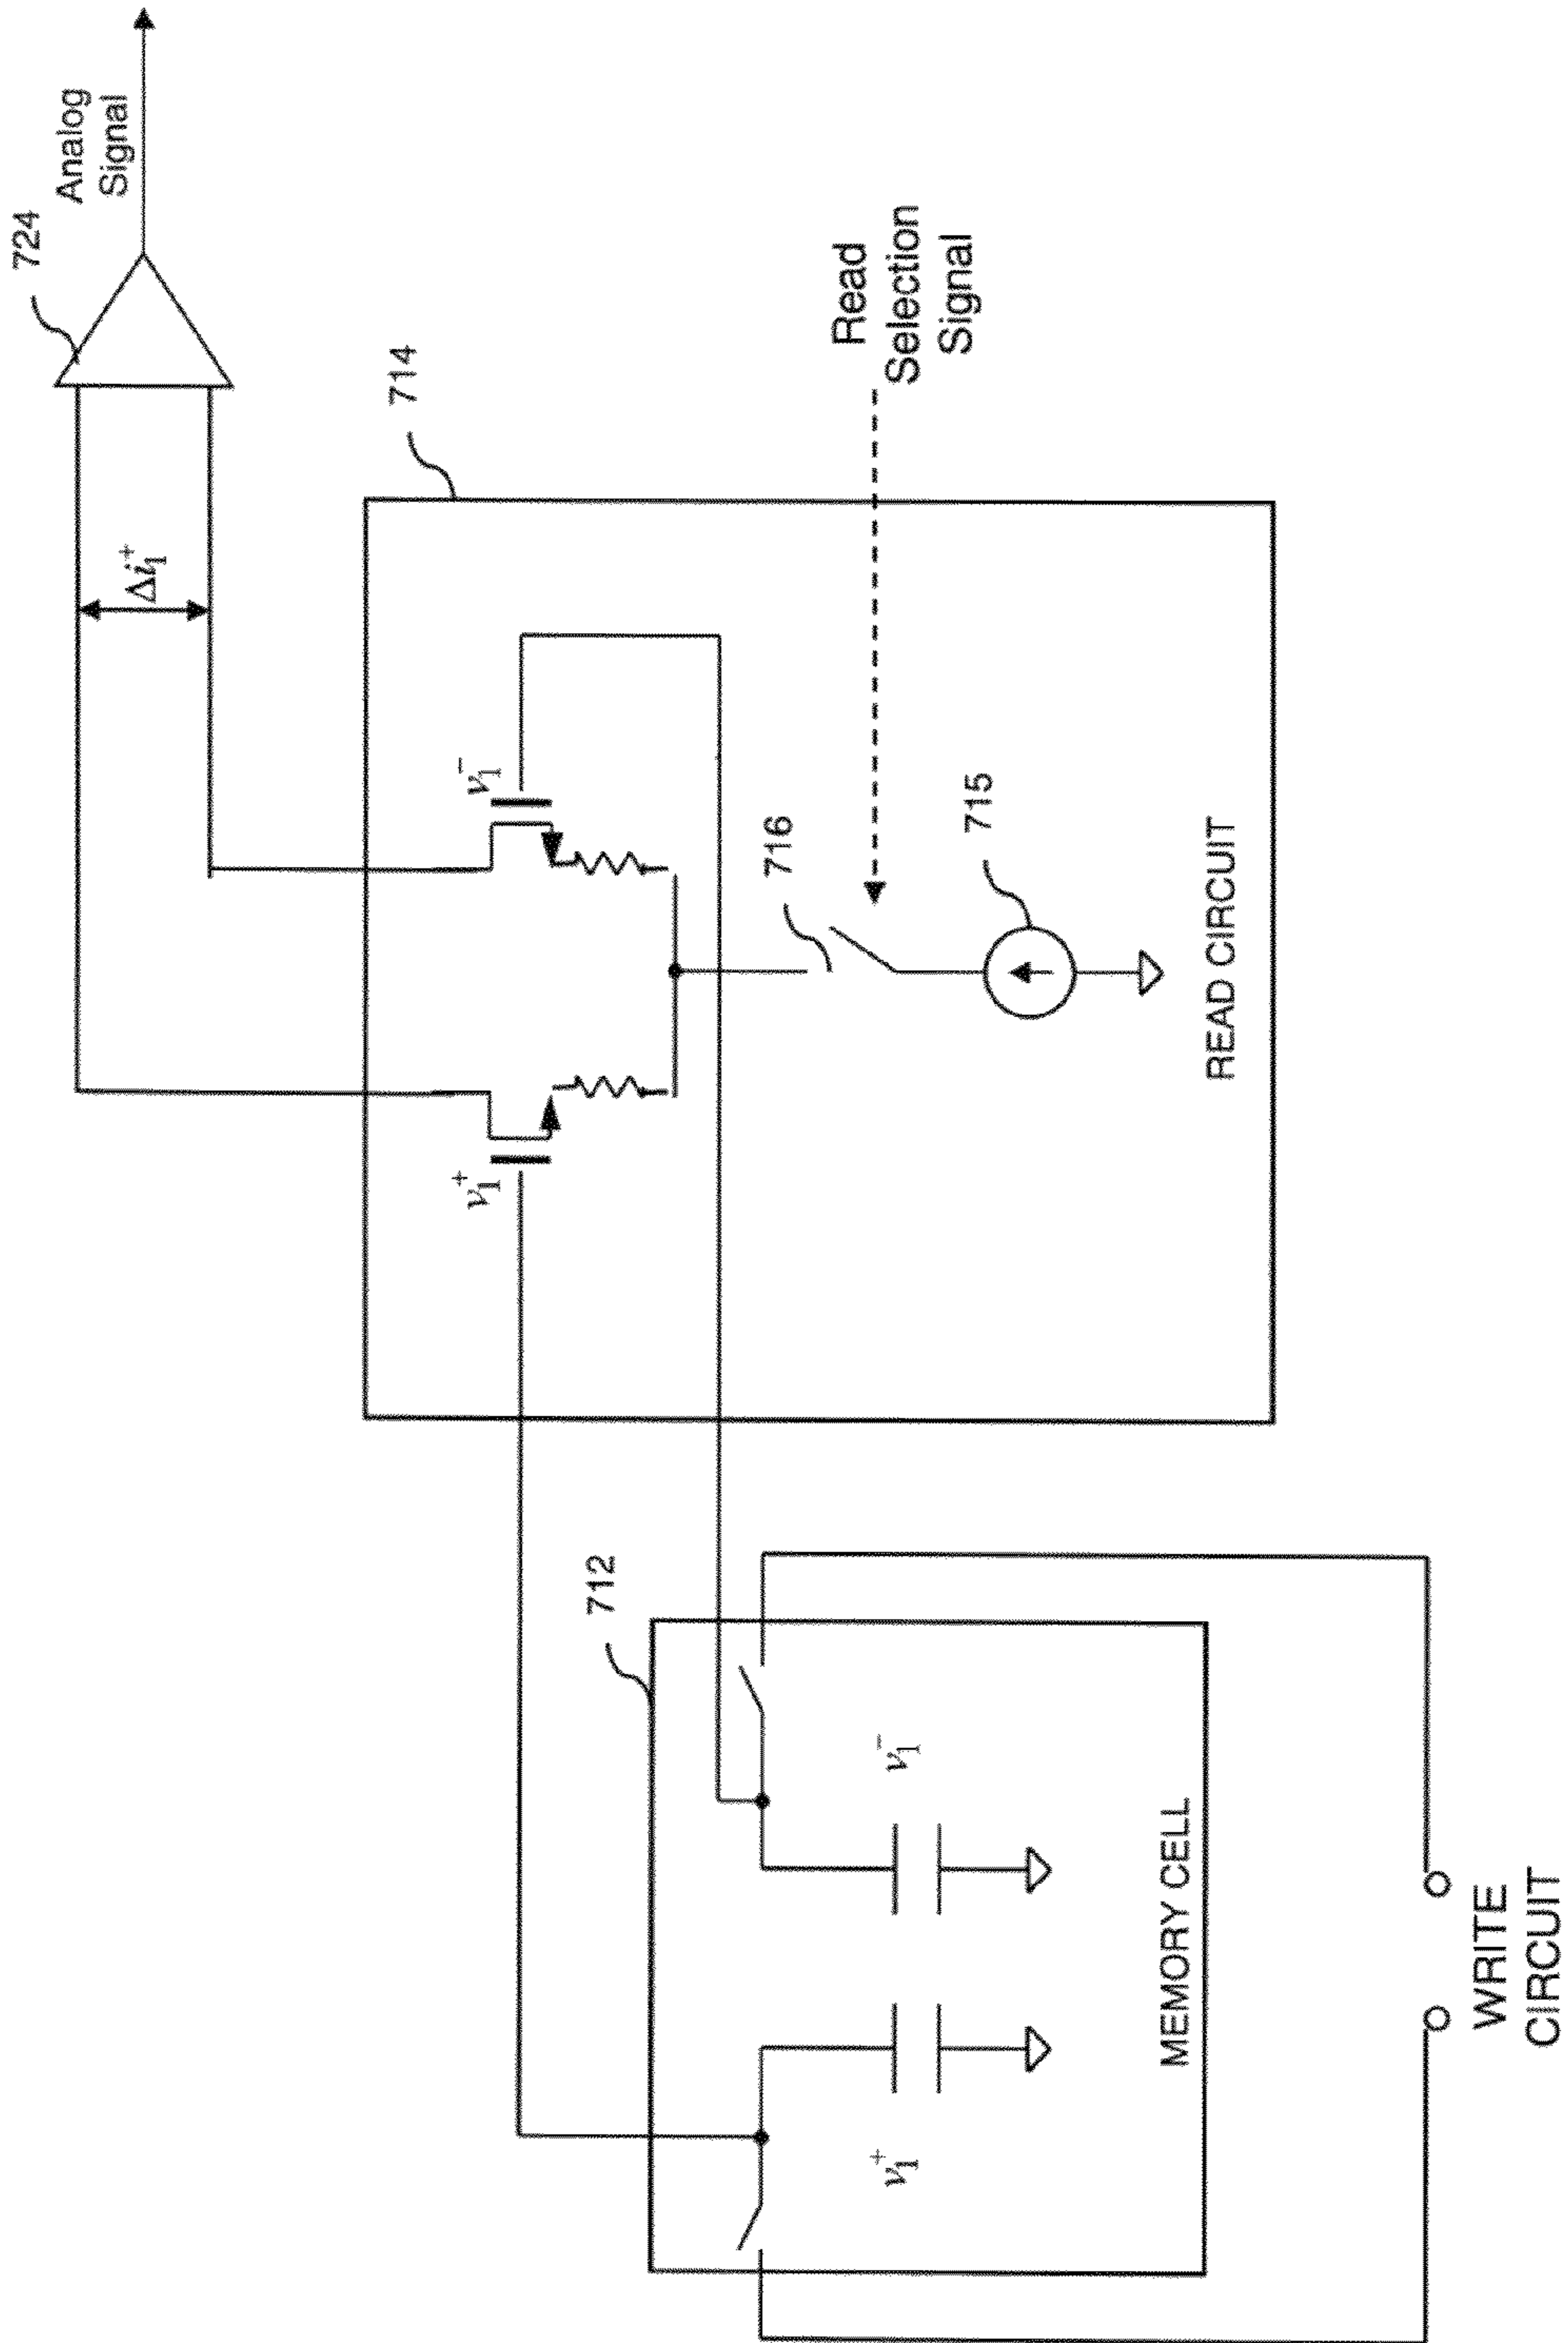 724
Analog
Signal
Δi₁⁺
714
v₁⁺
v₁⁻
716
715
Read
Selection
Signal
READ CIRCUIT
712
v₁⁺
v₁⁻
MEMORY CELL
WRITE
CIRCUIT